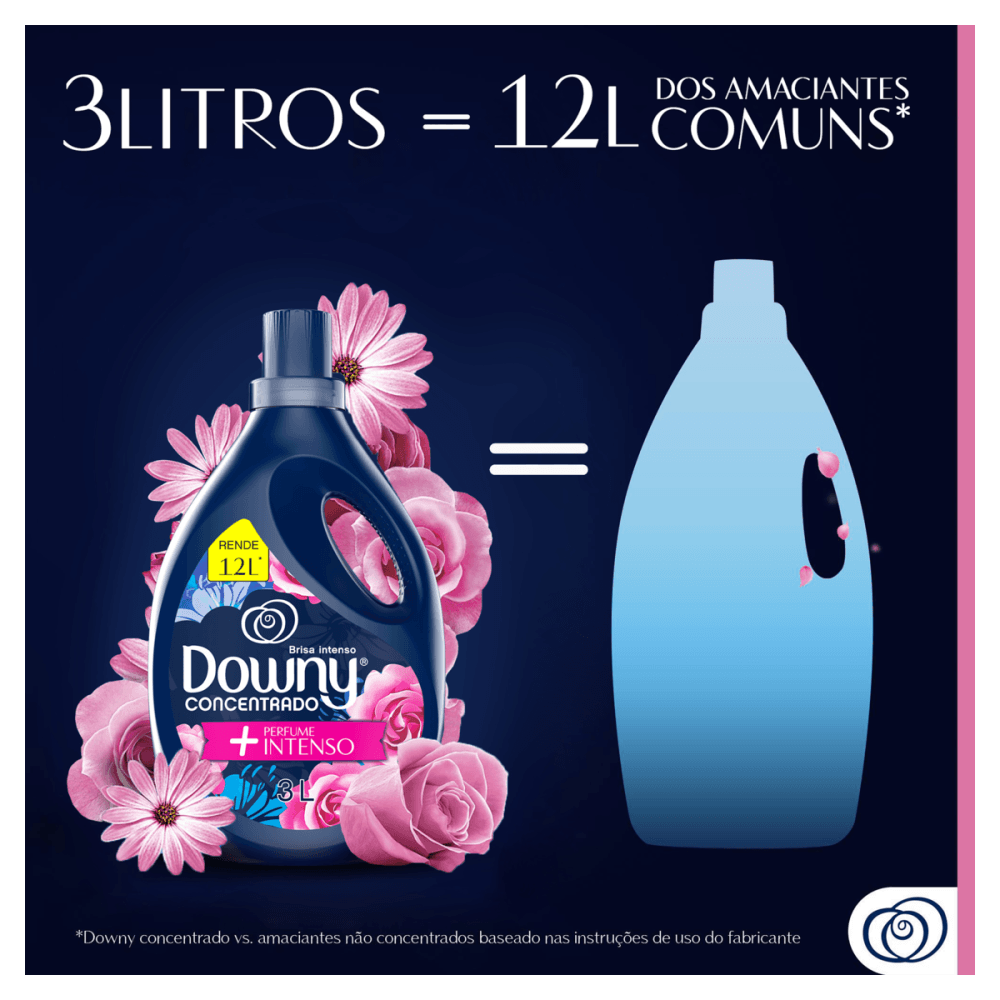 3LITROS = 12L DOS AMACIANTES
COMUNS*
=
RENDE
12L*
Brisa intenso
Downy®
CONCENTRADO
+ PERFUME
INTENSO
3 L
*Downy concentrado vs. amaciantes não concentrados baseado nas instruções de uso do fabricante